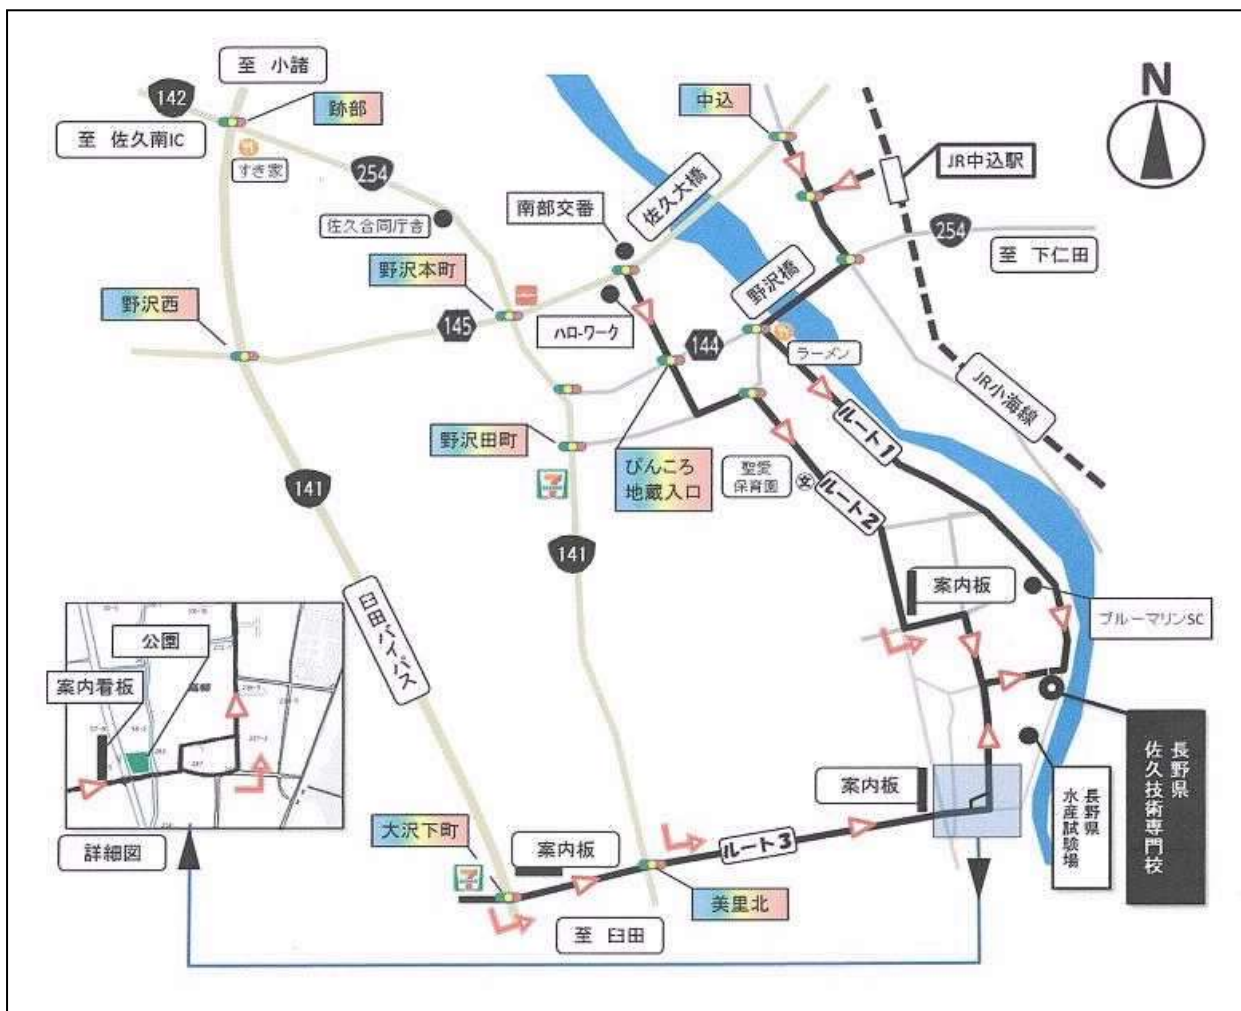 至 小諸
142
跡部
中込
N
至 佐久南IC
すき家
254
佐久合同庁舎
南部交番
佐久大橋
JR中込駅
254
至 下仁田
野沢本町
野沢橋
野沢西
145
ハローワーク
144
ラーメン
JR小海線
野沢田町
ぴんころ
地蔵入口
聖愛
保育園
文
ルート1
ルート2
141
141
臼田バイパス
案内板
ブルーマリンSC
公園
案内看板
詳細図
長野県
佐久技術専門校
長野県
水産試験場
案内板
大沢下町
案内板
ルート3
美里北
至 臼田